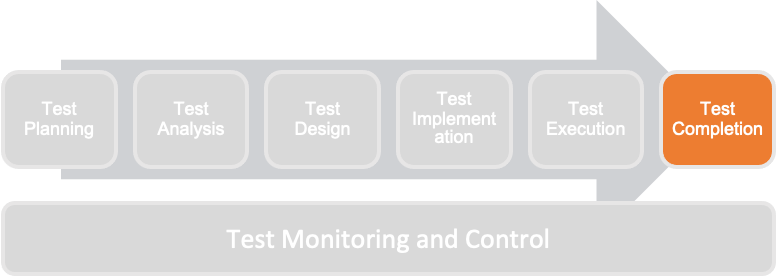 Test
Planning
Test
Analysis
Test
Design
Test
Implement
ation
Test
Execution
Test
Completion
Test Monitoring and Control